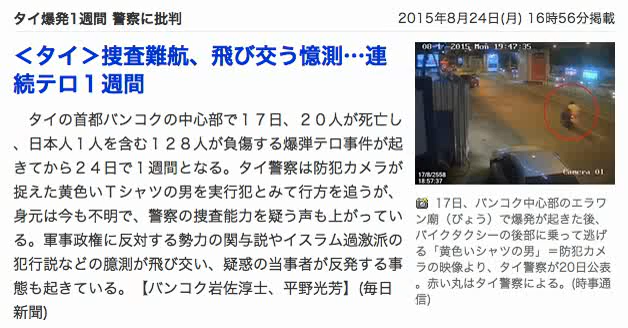 タイ爆発1週間 警察に批判
2015年8月24日(月) 16時56分掲載
＜タイ＞捜査難航、飛び交う憶測…連
続テロ１週間
タイの首都バンコクの中心部で１７日、２０人が死亡し
、日本人１人を含む１２８人が負傷する爆弾テロ事件が起
きてから２４日で１週間となる。タイ警察は防犯カメラが
捉えた黄色いＴシャツの男を実行犯とみて行方を追うが、
身元は今も不明で、警察の捜査能力を疑う声も上がってい
る。軍事政権に反対する勢力の関与説やイスラム過激派の
犯行説などの臆測が飛び交い、疑惑の当事者が反発する事
態も起きている。【バンコク岩佐淳士、平野光芳】(毎日
新聞)
08-17-2015 Mon 19:47:35
Camera 01
17/8/2558
18:57:37
17日、バンコク中心部のエラワ
ン廟（びょう）で爆発が起きた後、
バイクタクシーの後部に乗って逃げ
る「黄色いシャツの男」＝防犯カメ
ラの映像より、タイ警察が20日公表
。赤い丸はタイ警察による。(時事通
信)